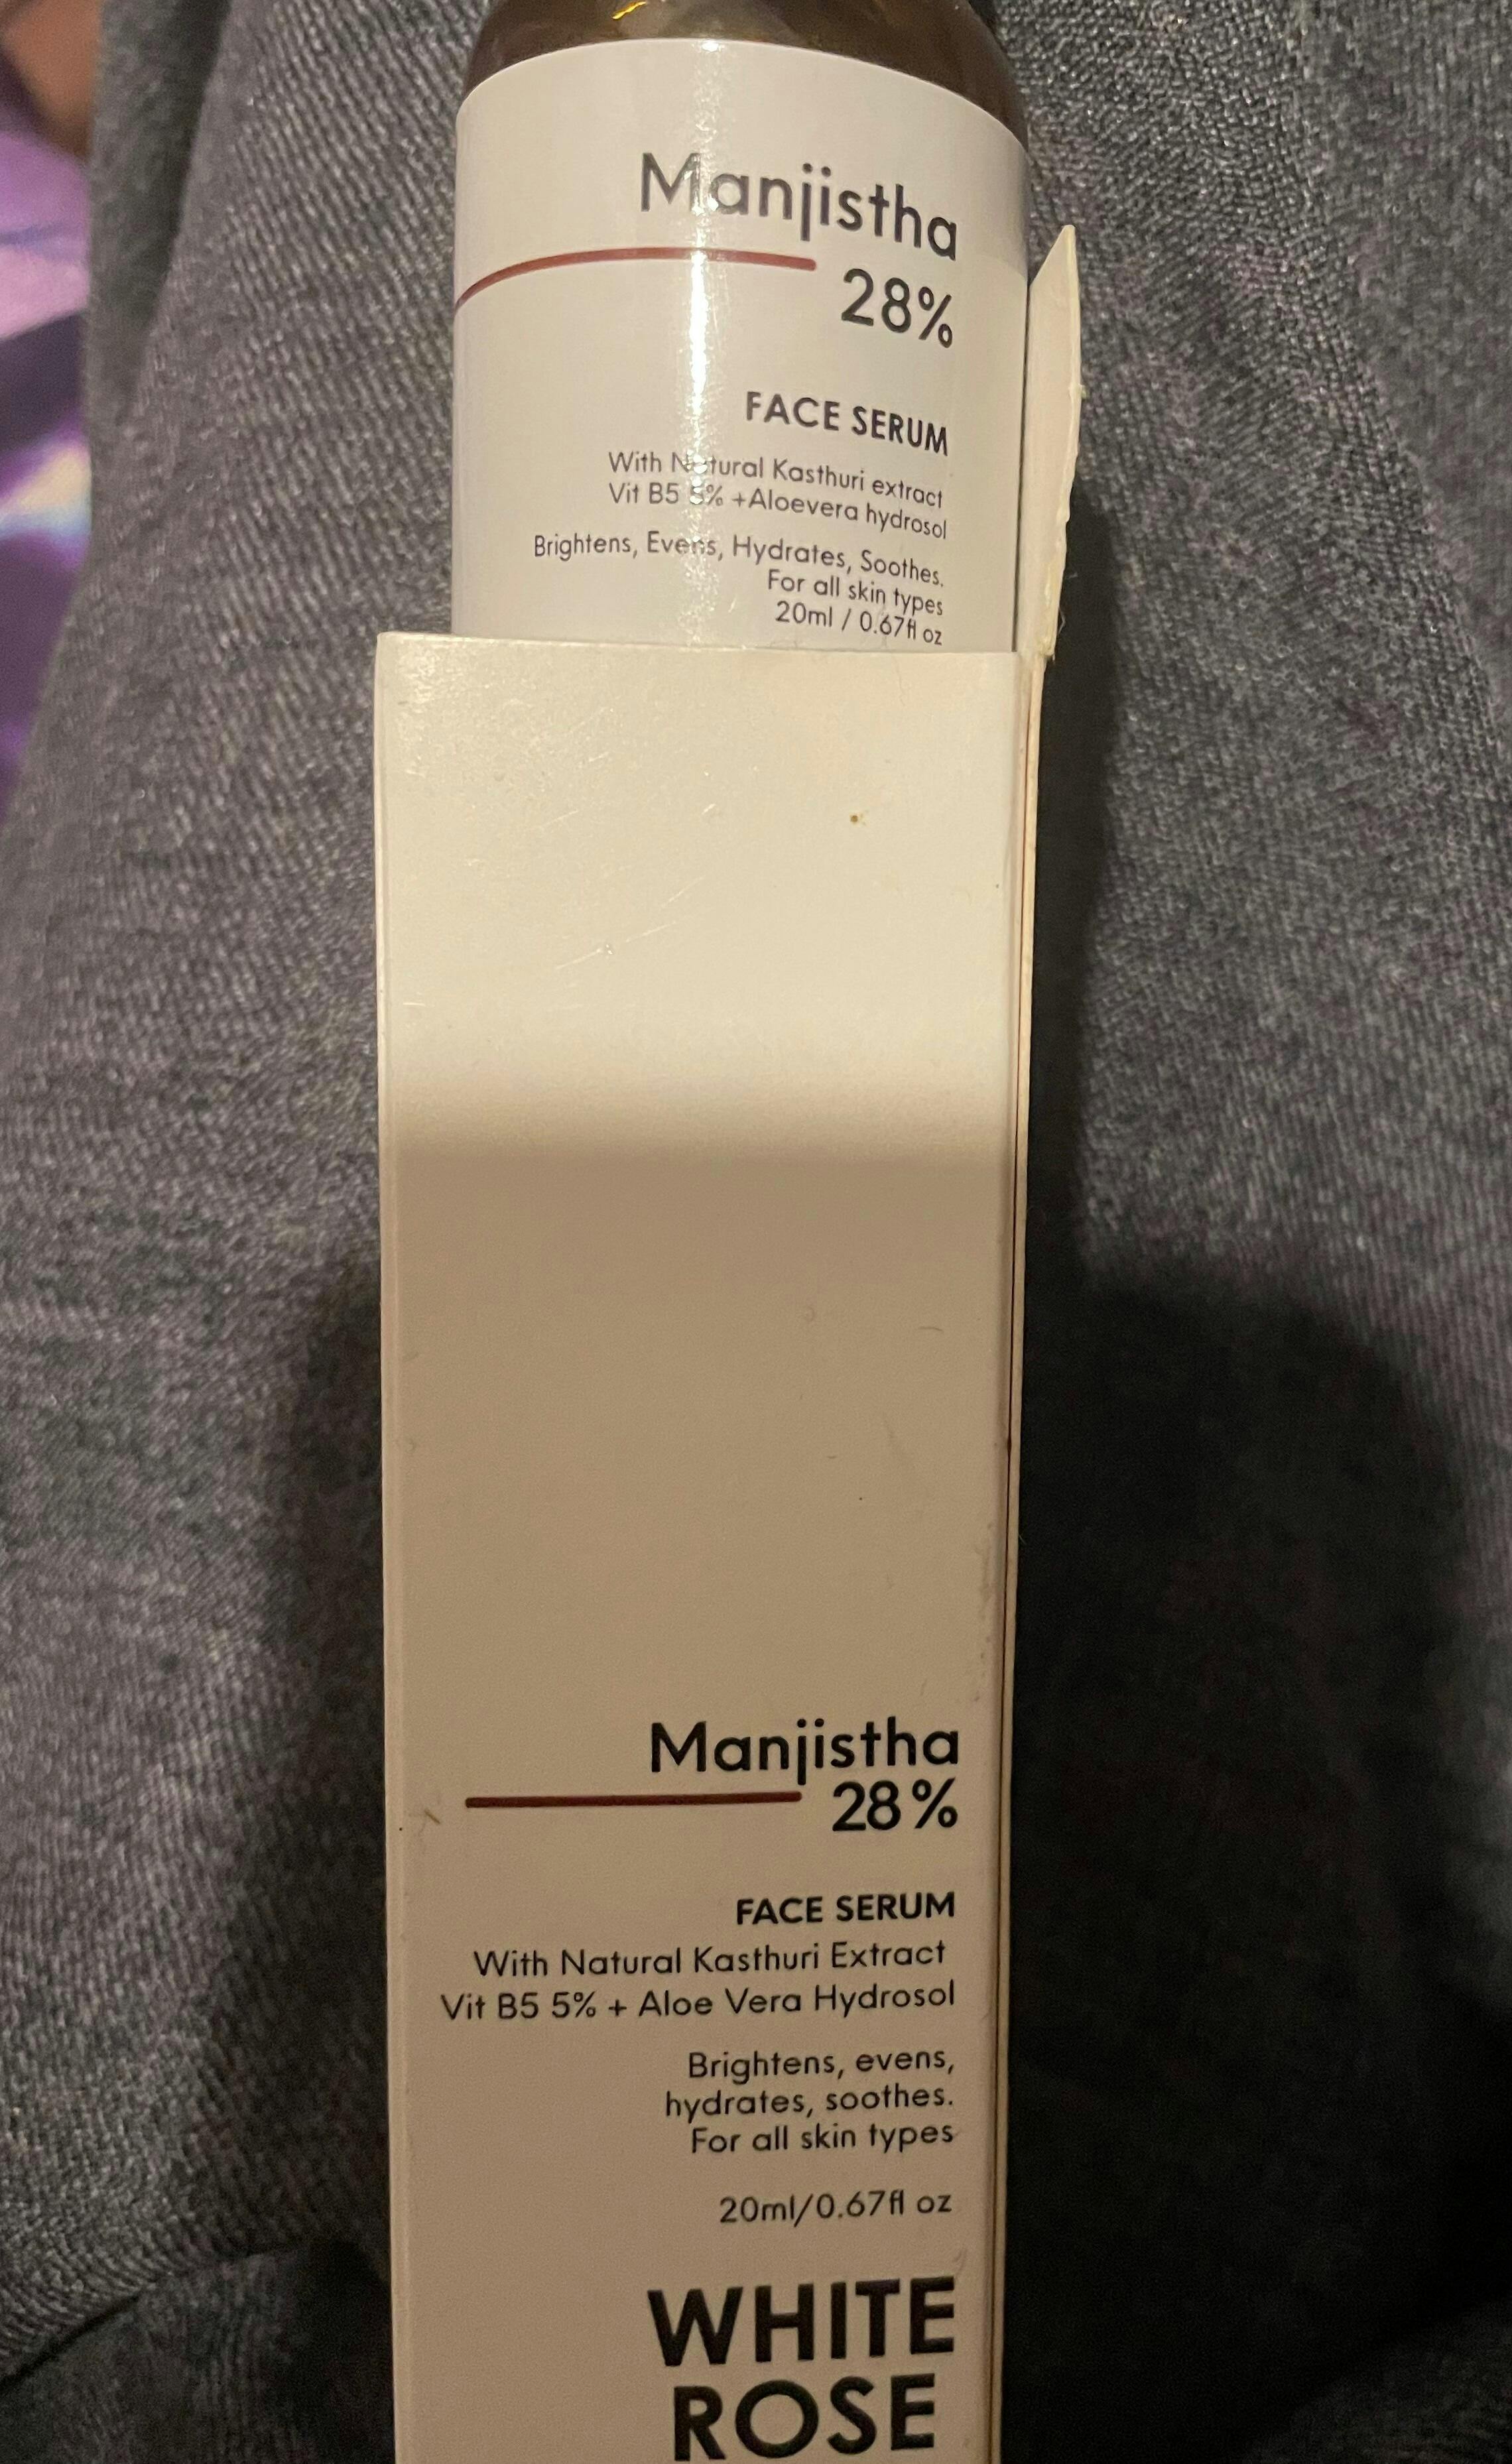 Manjistha
28%
FACE SERUM
With Natural Kasthuri extract
Vit B5 5% +Aloevera hydrosol
Brightens, Evens, Hydrates, Soothes.
For all skin types
20ml / 0.67fl oz
Manjistha
28%
FACE SERUM
With Natural Kasthuri Extract
Vit B5 5% + Aloe Vera Hydrosol
Brightens, evens,
hydrates, soothes.
For all skin types
20ml/0.67fl oz
WHITE
ROSE